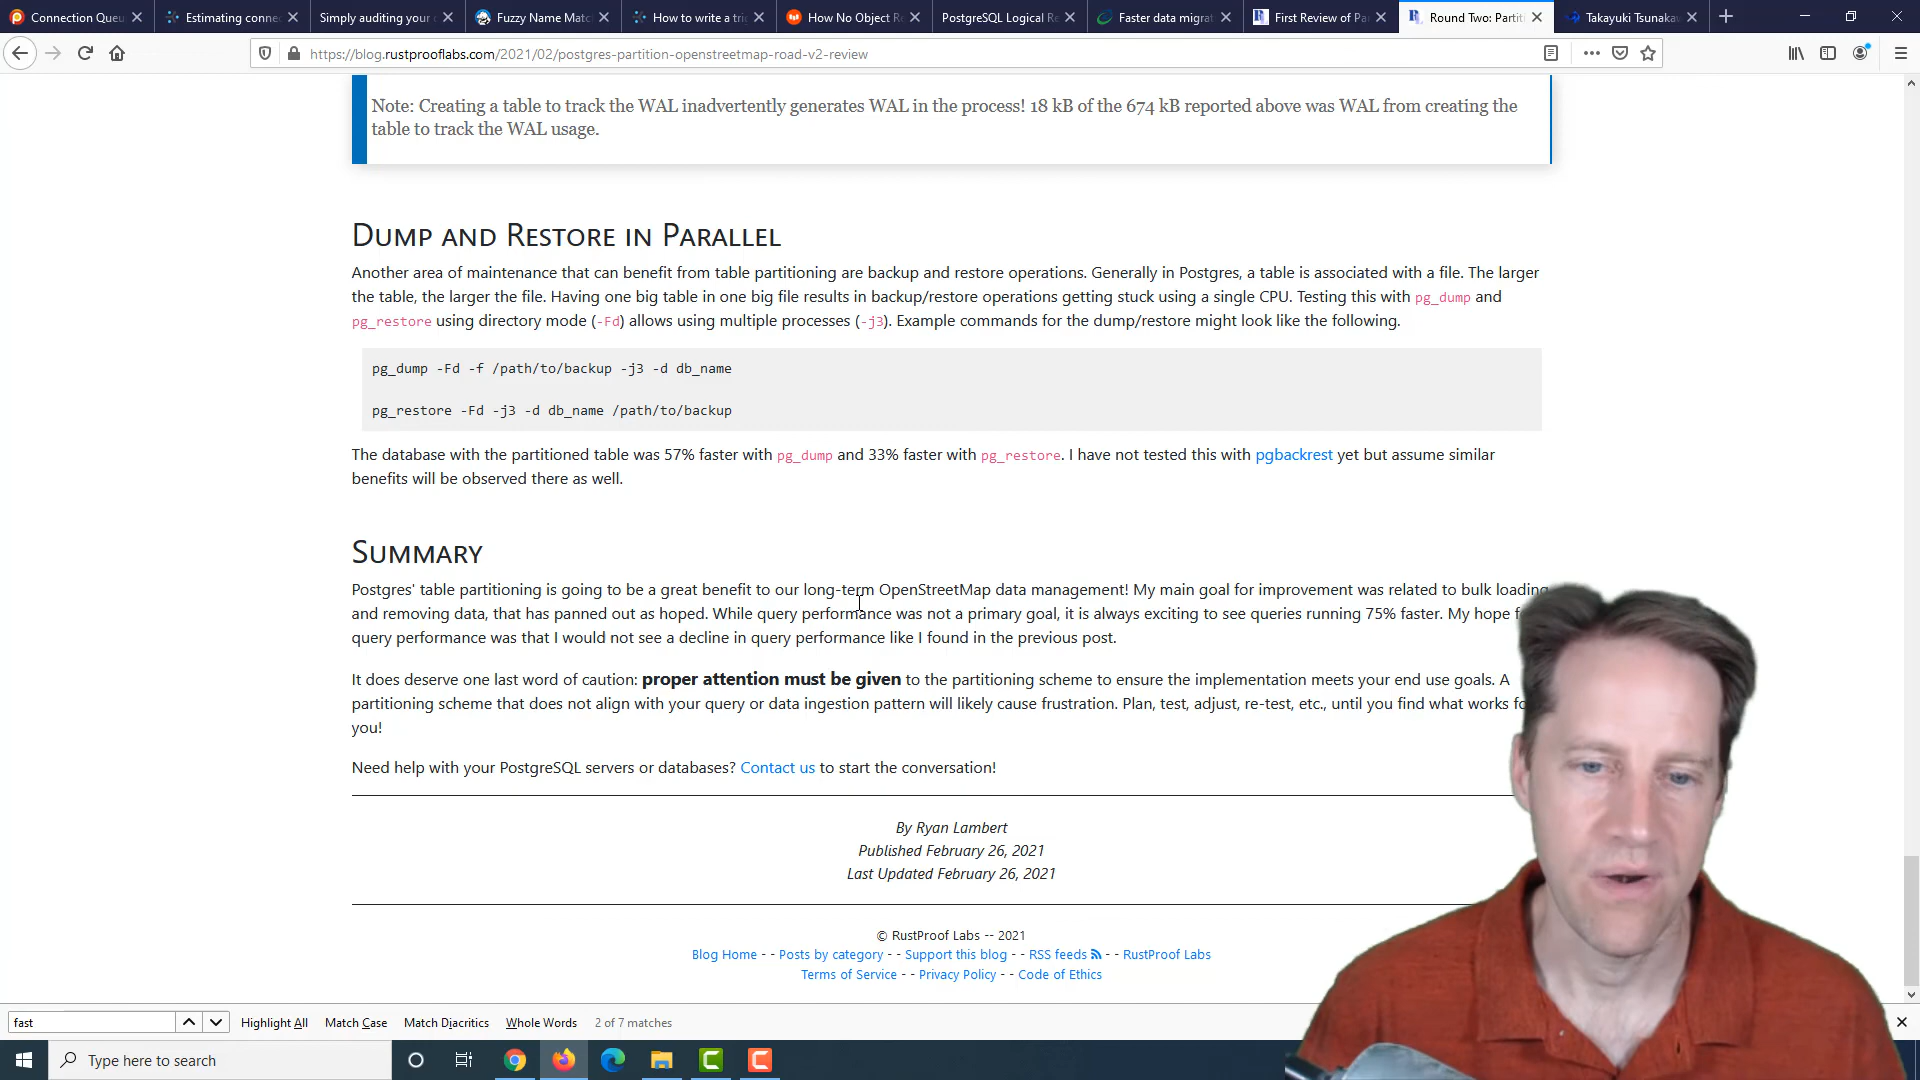 Connection Queu
Estimating conne
Simply auditing your
Fuzzy Name Matc
How to write a tri
How No Object Re
PostgreSQL Logical Re
Faster data migrat
First Review of Pa
Round Two: Partiti
Takayuki Tsunakaw
https://blog.rustprooflabs.com/2021/02/postgres-partition-openstreetmap-road-v2-review
Note: Creating a table to track the WAL inadvertently generates WAL in the process! 18 kB of the 674 kB reported above was WAL from creating the
table to track the WAL usage.
Dump and Restore in Parallel
Another area of maintenance that can benefit from table partitioning are backup and restore operations. Generally in Postgres, a table is associated with a file. The larger
the table, the larger the file. Having one big table in one big file results in backup/restore operations getting stuck using a single CPU. Testing this with pg_dump and
pg_restore using directory mode (-Fd) allows using multiple processes (-j3). Example commands for the dump/restore might look like the following.
pg_dump -Fd -f /path/to/backup -j3 -d db_name
pg_restore -Fd -j3 -d db_name /path/to/backup
The database with the partitioned table was 57% faster with pg_dump and 33% faster with pg_restore. I have not tested this with pgbackrest yet but assume similar
benefits will be observed there as well.
Summary
Postgres' table partitioning is going to be a great benefit to our long-term OpenStreetMap data management! My main goal for improvement was related to bulk loading
and removing data, that has panned out as hoped. While query performance was not a primary goal, it is always exciting to see queries running 75% faster. My hope f
query performance was that I would not see a decline in query performance like I found in the previous post.
It does deserve one last word of caution: proper attention must be given to the partitioning scheme to ensure the implementation meets your end use goals. A
partitioning scheme that does not align with your query or data ingestion pattern will likely cause frustration. Plan, test, adjust, re-test, etc., until you find what works fo
you!
Need help with your PostgreSQL servers or databases? Contact us to start the conversation!
By Ryan Lambert
Published February 26, 2021
Last Updated February 26, 2021
© RustProof Labs -- 2021
Blog Home - - Posts by category - - Support this blog - - RSS feeds - - RustProof Labs
Terms of Service - - Privacy Policy - - Code of Ethics
fast
Highlight All
Match Case
Match Diacritics
Whole Words
2 of 7 matches
Type here to search